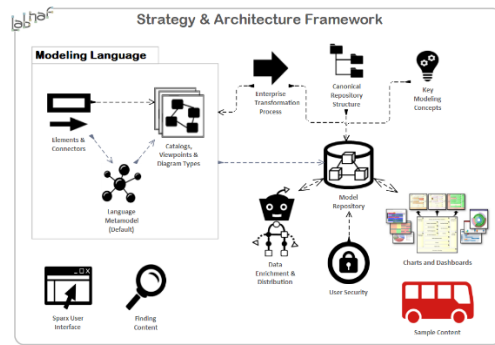 labnaf
Strategy & Architecture Framework
Modeling Language
Elements &
Connectors
Catalogs,
Viewpoints &
Diagram Types
Language
Metamodel
(Default)
Enterprise
Transformation
Process
Canonical
Repository
Structure
Key
Modeling
Concepts
Model
Repository
Data
Enrichment &
Distribution
User Security
Charts and Dashboards
Sparx User
Interface
Finding
Content
Sample Content